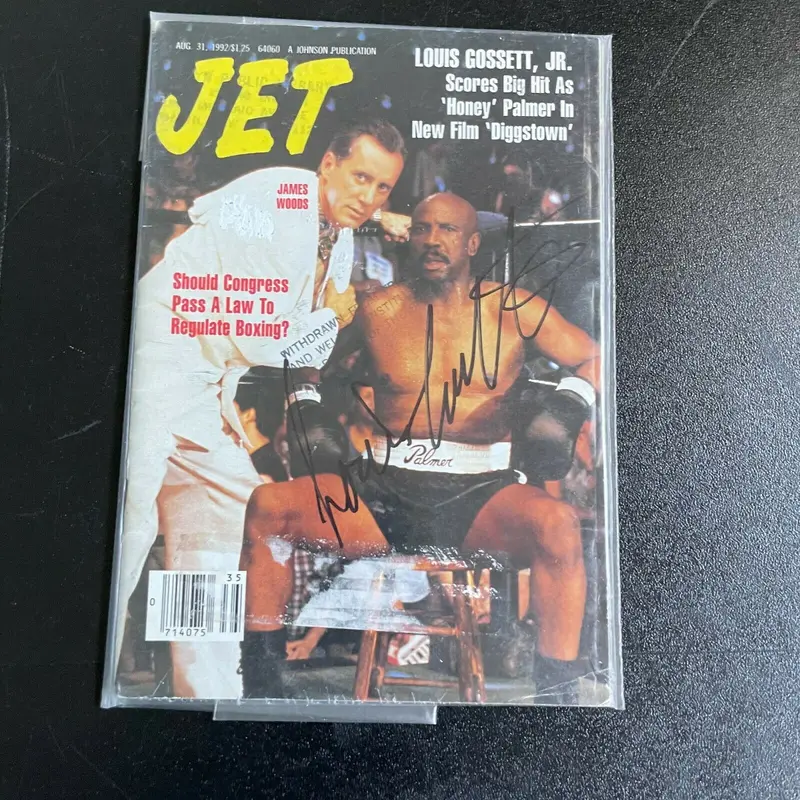 AUG. 31, 1992/$1.25 64060 A JOHNSON PUBLICATION
JET
LOUIS GOSSETT, JR.
Scores Big Hit As
'Honey' Palmer In
New Film 'Diggstown'
JAMES
WOODS
Should Congress
Pass A Law To
Regulate Boxing?
WITHDRAWN
AND
Palmer
35
0
714075